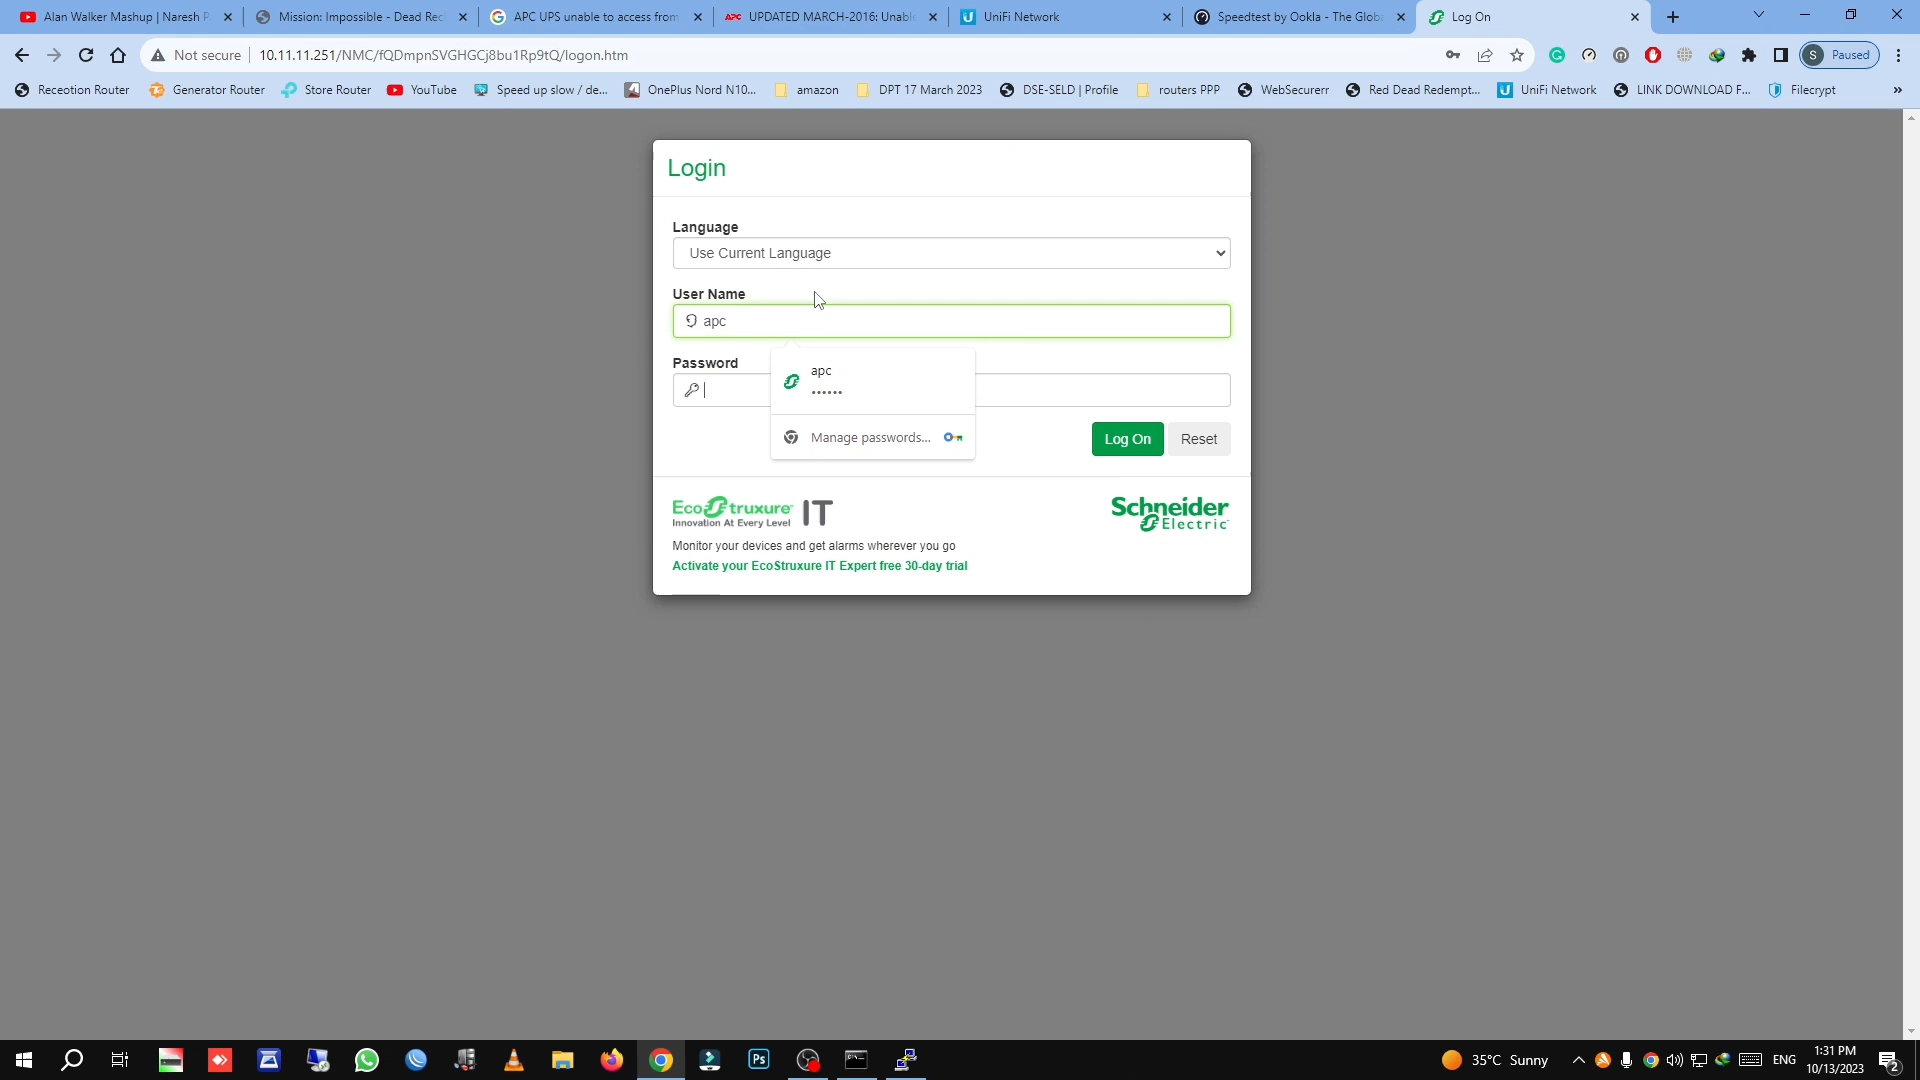 Alan Walker Mashup | Naresh P
Mission: Impossible - Dead Rec
APC UPS unable to access from
APC UPDATED MARCH-2016: Unabl
UniFi Network
Speedtest by Ookla - The Globa
Log On
Not secure
10.11.11.251/NMC/fQDmpnSVGHGCj8bu1Rp9tQ/logon.htm
S Paused
Receotion Router
Generator Router
Store Router
YouTube
Speed up slow / de...
OnePlus Nord N10...
amazon
DPT 17 March 2023
DSE-SELD | Profile
routers PPP
WebSecurerr
Red Dead Redempt...
UniFi Network
LINK DOWNLOAD F...
Filecrypt
»
Login
Language
Use Current Language
User Name
apc
Password
apc
••••••
Manage passwords...
Log On
Reset
EcoStruxure IT
Innovation At Every Level
Schneider
Electric
Monitor your devices and get alarms wherever you go
Activate your EcoStruxure IT Expert free 30-day trial
Ps
35°C Sunny
ENG
1:31 PM
10/13/2023
2